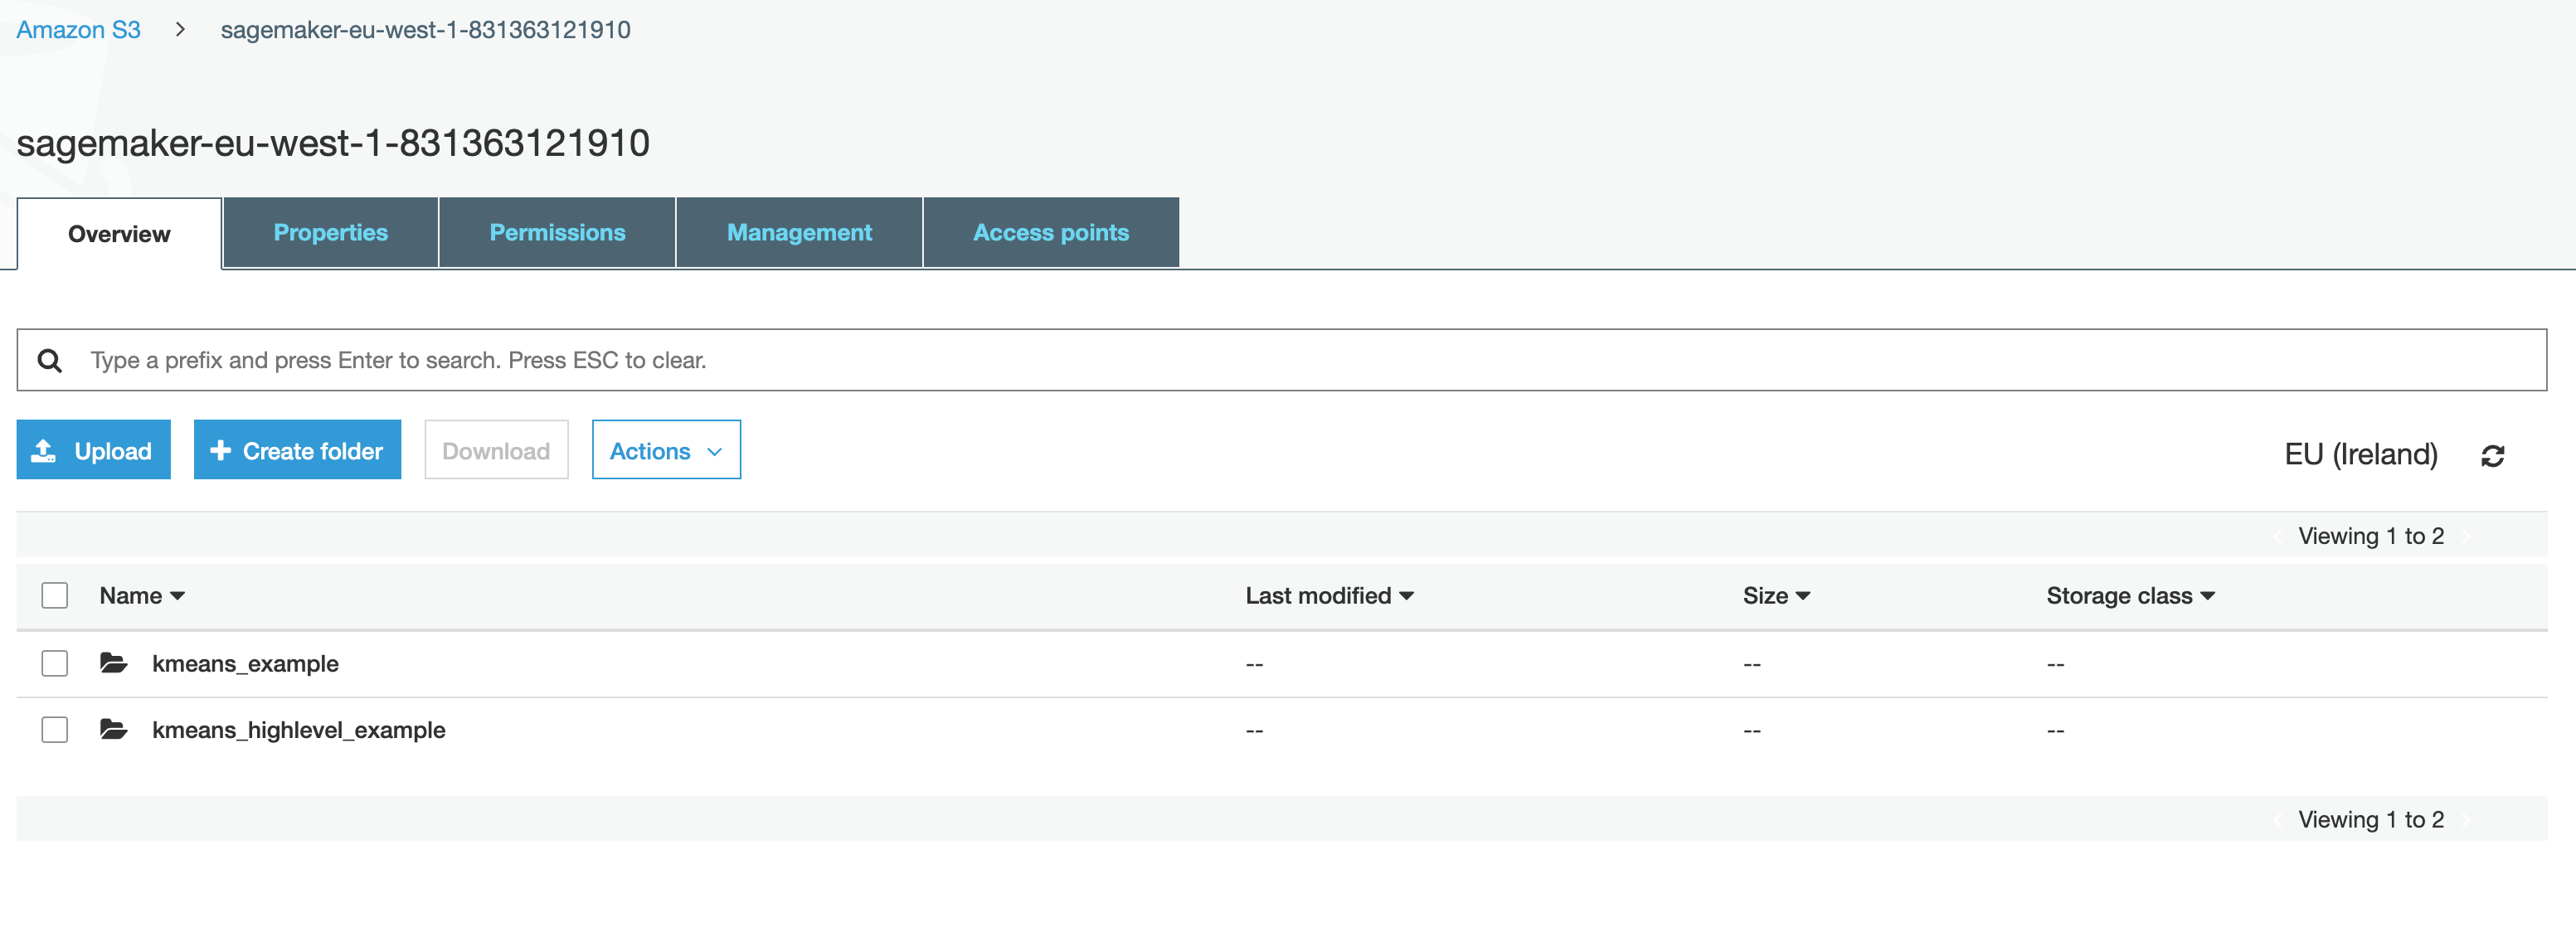 Amazon S3 > sagemaker-eu-west-1-831363121910
sagemaker-eu-west-1-831363121910
Overview Properties Permissions Management Access points
Type a prefix and press Enter to search. Press ESC to clear.
Upload + Create folder Download Actions EU (Ireland)
Viewing 1 to 2
Name Last modified Size Storage class
kmeans_example -- -- --
kmeans_highlevel_example -- -- --
Viewing 1 to 2